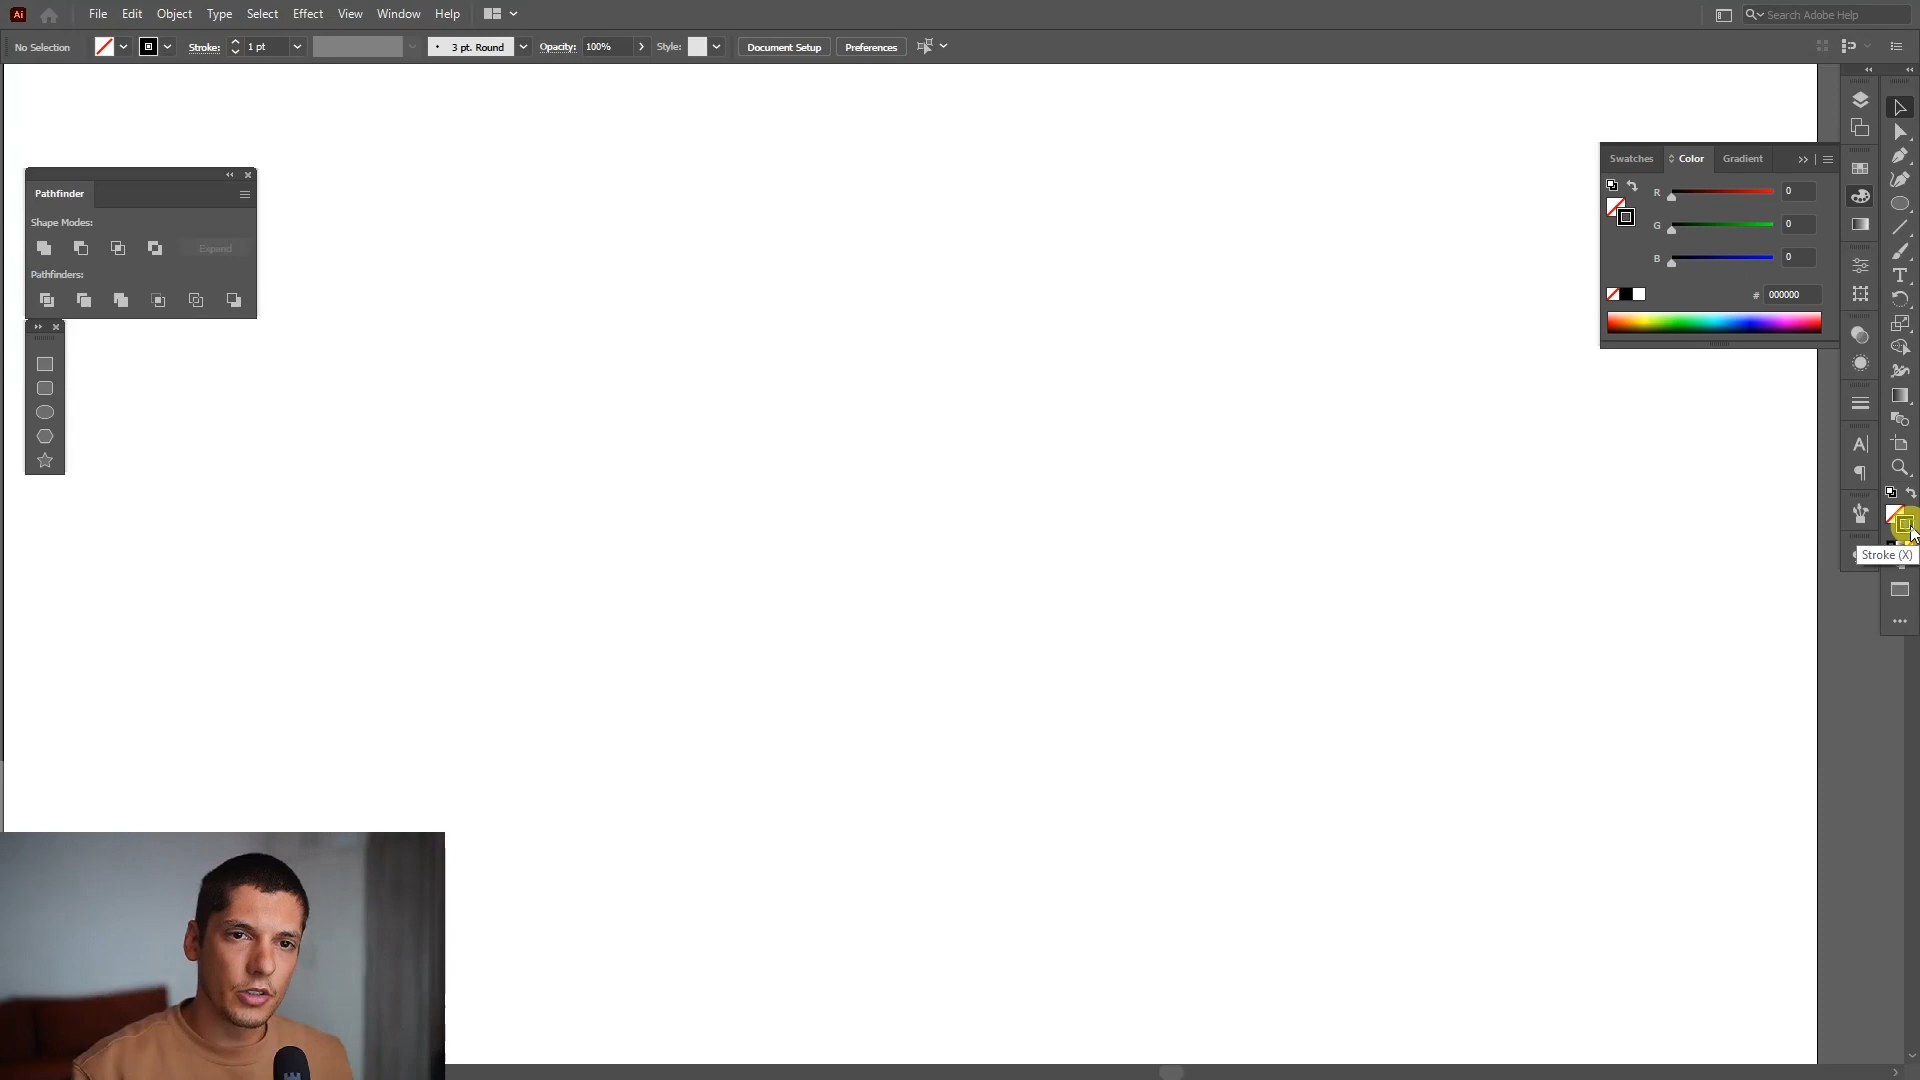 Ai File Edit Object Type Select Effect View Window Help Search Adobe Help
No Selection Stroke: 1 pt 3 pt. Round Opacity: 100% Style: Document Setup Preferences
Pathfinder
Shape Modes:
Expand
Pathfinders:
Swatches Color Gradient
R 0
G 0
B 0
# 000000
Stroke (X)